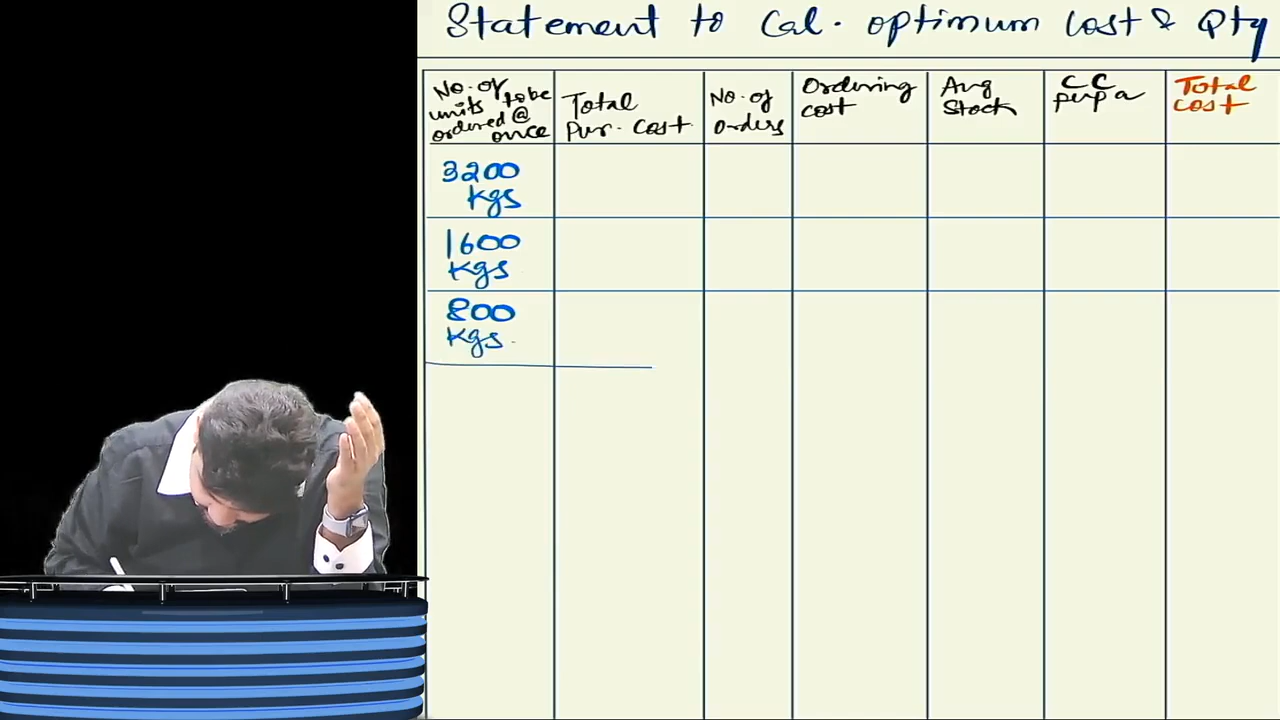 Statement to Cal. optimum Cost & Qty
No. of
units to be
ordered @
once
Total
Pur. Cost
No. of
Orders
Ordering
cost
Avg
Stock
CC
pupa
Total
cost
3200
Kgs
1600
Kgs
800
Kgs.